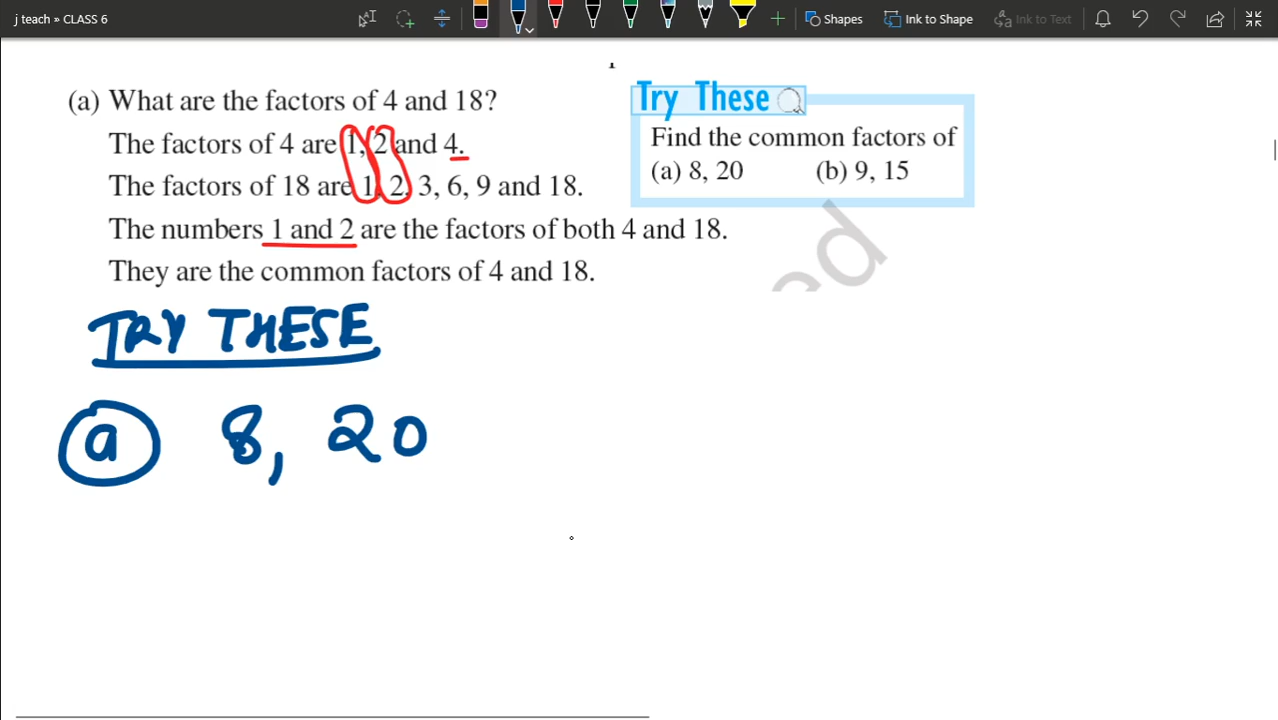 j teach » CLASS 6
Shapes
Ink to Shape
Ink to Text
(a) What are the factors of 4 and 18?
The factors of 4 are 1, 2 and 4.
The factors of 18 are 1, 2, 3, 6, 9 and 18.
The numbers 1 and 2 are the factors of both 4 and 18.
They are the common factors of 4 and 18.
Try These
Find the common factors of
(a) 8, 20 (b) 9, 15
ed
TRY THESE
a 8, 20